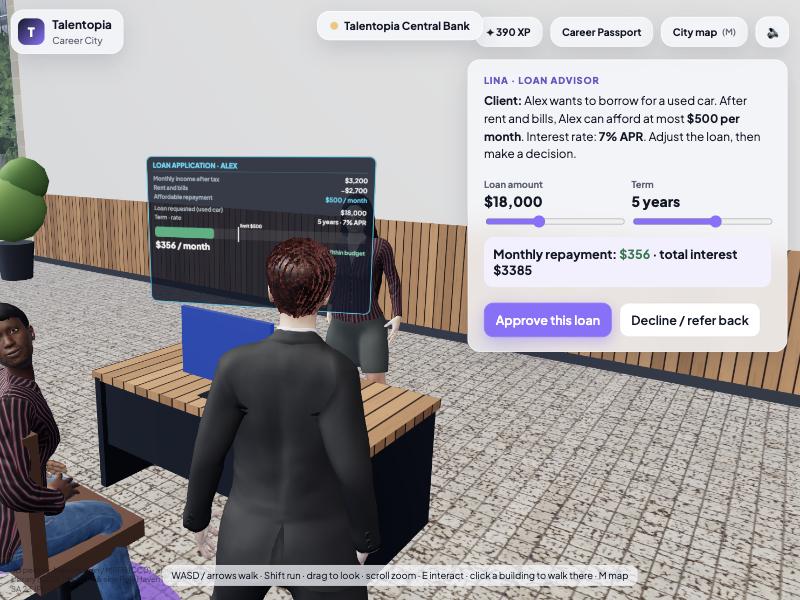 T
Talentopia
Career City
Talentopia Central Bank
✦ 390 XP
Career Passport
City map (M)
LINA · LOAN ADVISOR
Client: Alex wants to borrow for a used car. After
rent and bills, Alex can afford at most $500 per
month. Interest rate: 7% APR. Adjust the loan, then
make a decision.
Loan amount
Term
$18,000
5 years
Monthly repayment: $356 · total interest
$3385
Approve this loan
Decline / refer back
LOAN APPLICATION · ALEX
Monthly income after tax
$3,200
Rent and bills
−$2,700
Affordable repayment
$500 / month
Loan requested (used car)
$18,000
Term · rate
5 years · 7% APR
limit $500
$356 / month
within budget
WASD / arrows walk · Shift run · drag to look · scroll zoom · E interact · click a building to walk there · M map